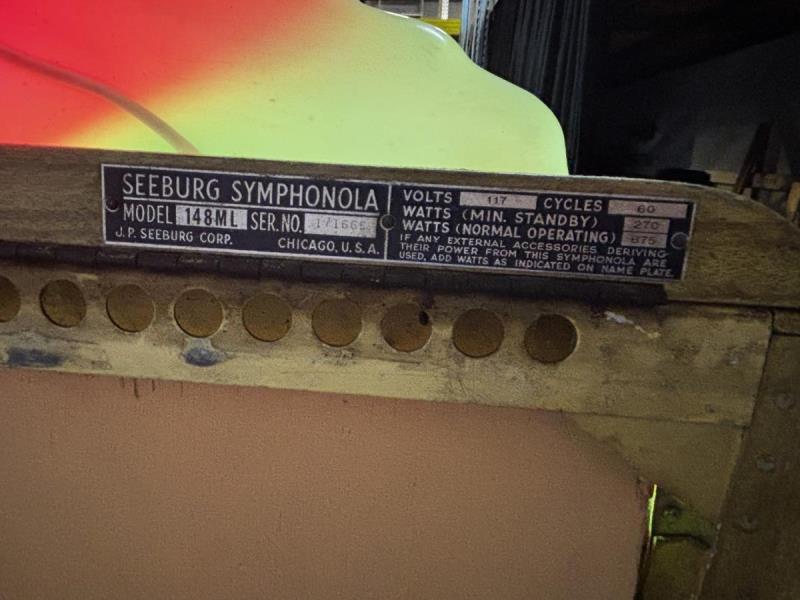 SEEBURG SYMPHONOLA
MODEL 148ML SER. NO.
J. P. SEEBURG CORP. CHICAGO, U.S.A.
VOLTS 117 CYCLES 60
WATTS (MIN. STANDBY) 270
WATTS (NORMAL OPERATING) 875
IF ANY EXTERNAL ACCESSORIES DERIVING
THEIR POWER FROM THIS SYMPHONOLA ARE
USED, ADD WATTS AS INDICATED ON NAME PLATE.